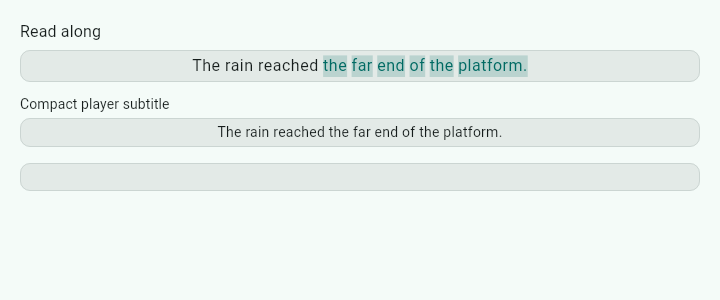 Read along
The rain reached the far end of the platform.
Compact player subtitle
The rain reached the far end of the platform.